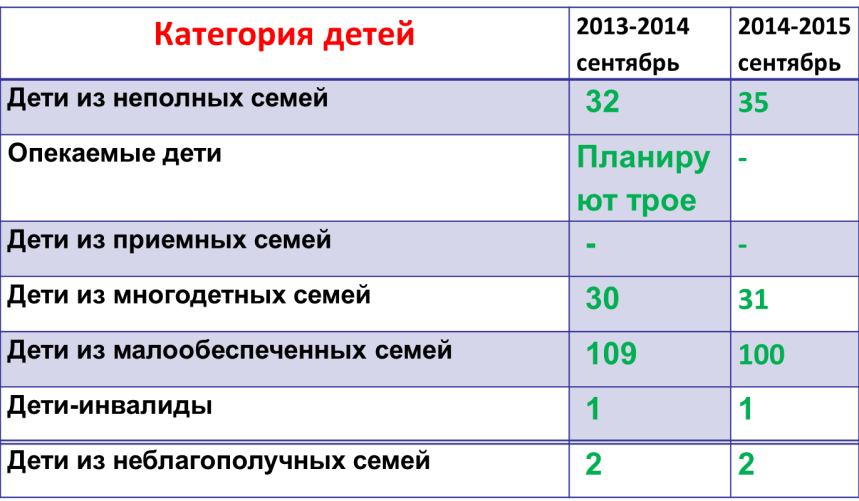 Категория детей 2013-2014 2014-2015
сентябрь сентябрь
Дети из неполных семей 32 35
Опекаемые дети Планиру -
ют трое
Дети из приемных семей - -
Дети из многодетных семей 30 31
Дети из малообеспеченных семей 109 100
Дети-инвалиды 1 1
Дети из неблагополучных семей 2 2